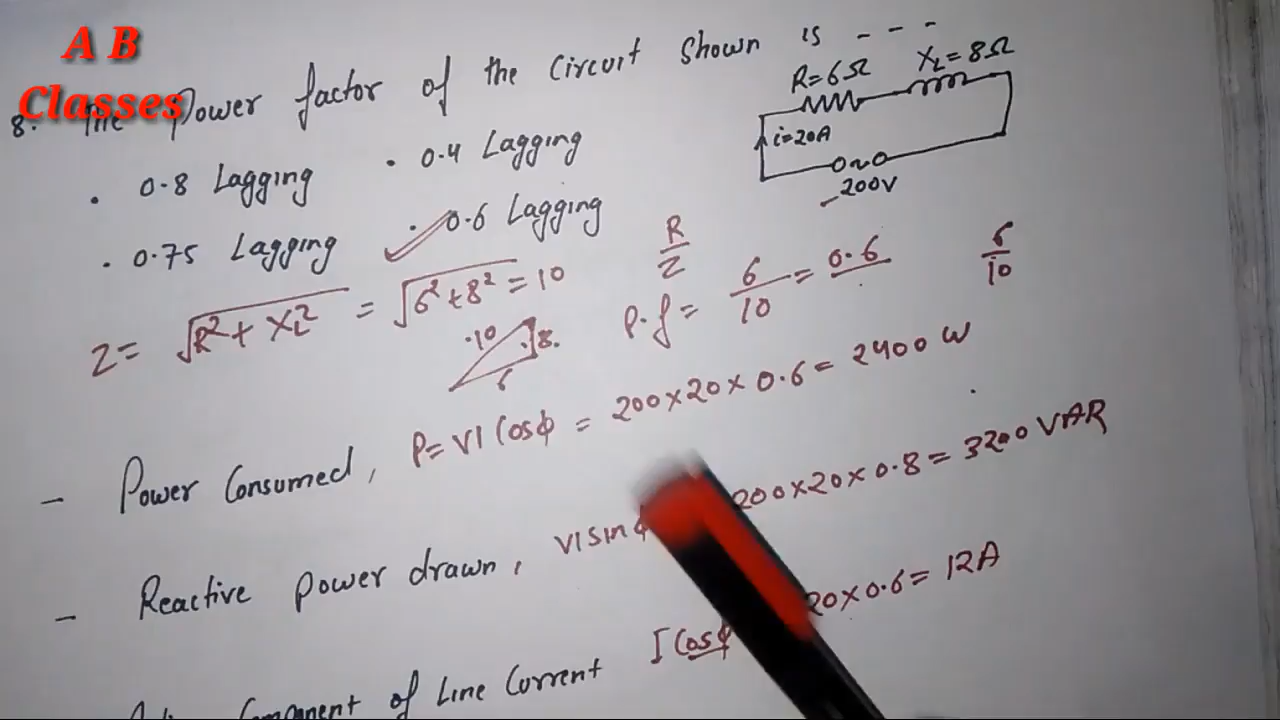 A B
Classes
8. The Power factor of the Circuit Shown is - - -
R=6Ω XL=8Ω
i=20A
200V
. 0.8 Lagging . 0.4 Lagging
. 0.75 Lagging . 0.6 Lagging
Z= √R²+XL² = √6²+8² = 10
10 8
6
R/Z
P.f = 6/10 = 0.6
6/10
- Power Consumed, P= VI Cosφ = 200×20×0.6= 2400 W
- Reactive power drawn, VI Sinφ 200×20×0.8= 3200 VAR
Component of Line Current I Cosφ 20×0.6= 12A